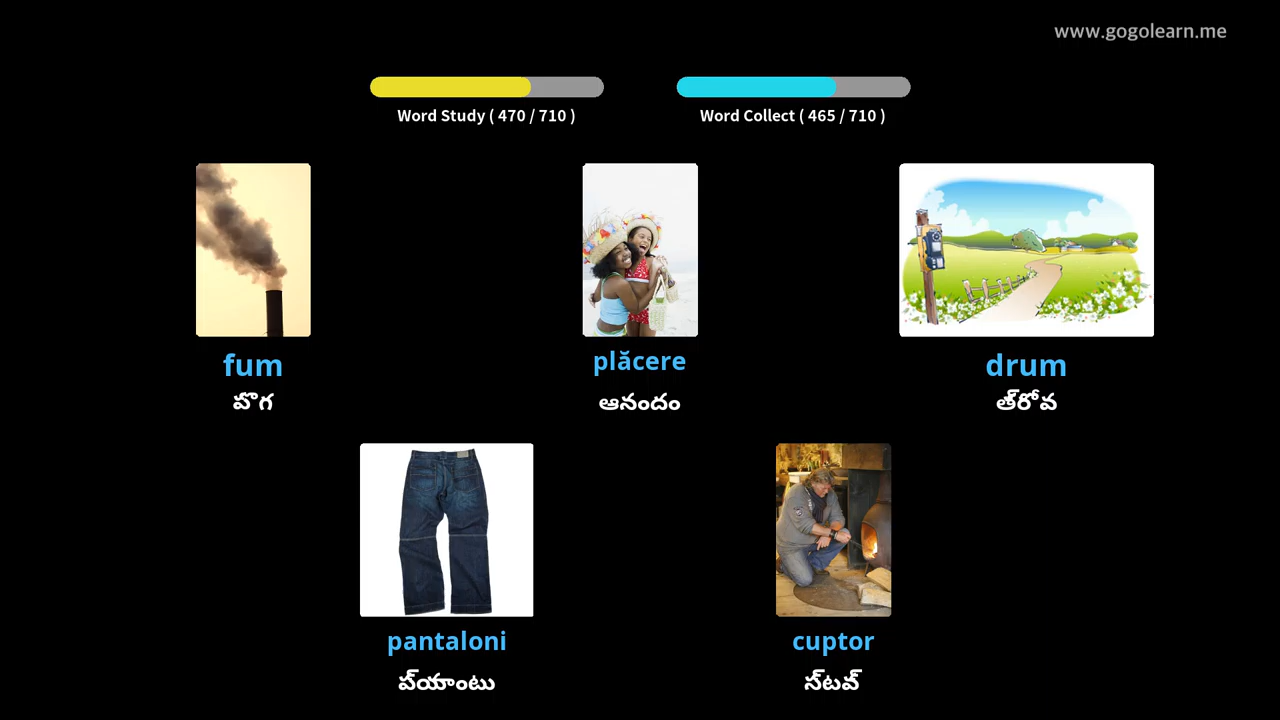 www.gogolearn.me
Word Study ( 470 / 710 )
Word Collect ( 465 / 710 )
fum
పొగ
plăcere
ఆనందం
drum
త్రోవ
pantaloni
ప్యాంటు
cuptor
స్టవ్